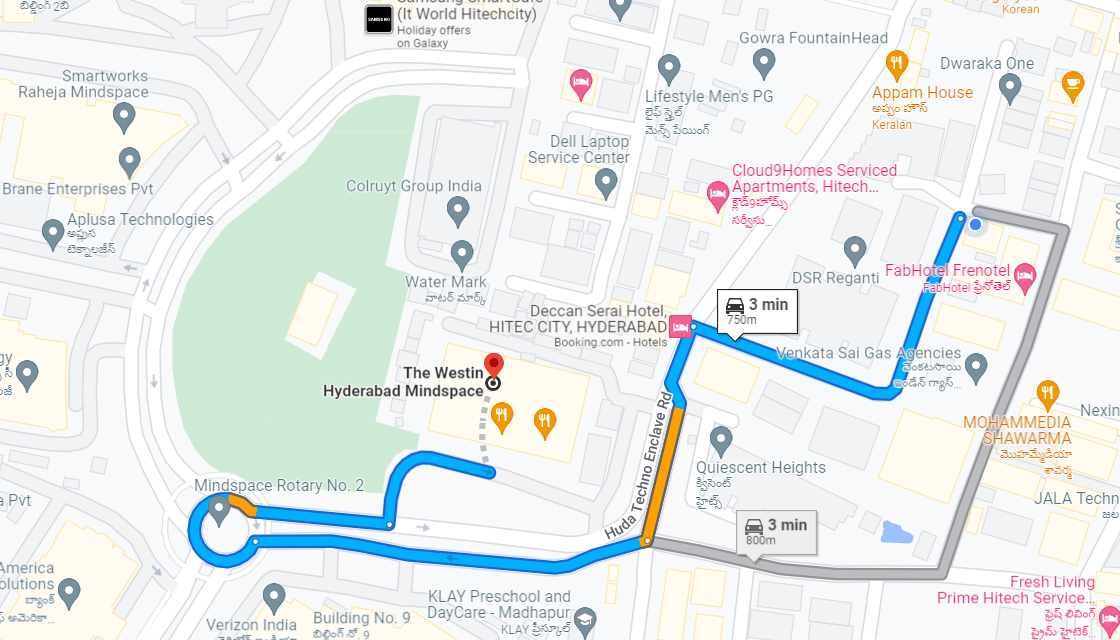 బిల్డింగ్ 2బి
(It World Hitechcity)
Holiday offers
on Galaxy
SAMSUNG
Korean
Gowra FountainHead
Smartworks
Raheja Mindspace
Lifestyle Men's PG
లైఫ్ స్టైల్
మెన్స్ పేయింగ్
Dwaraka One
Appam House
అప్పం హౌస్
Keralan
Dell Laptop
Service Center
Brane Enterprises Pvt
Colruyt Group India
Cloud9Homes Serviced
Apartments, Hitech...
క్లౌడ్9హోమ్స్
సర్వీసు...
Aplusa Technologies
అప్లుస
టెక్నాలజీస్
Water Mark
వాటర్ మార్క్
DSR Reganti
FabHotel Frenotel
FabHotel ఫ్రేనోతెల్
3 min
750m
Deccan Serai Hotel,
HITEC CITY, HYDERABAD
Booking.com - Hotels
Venkata Sai Gas Agencies
వెంకటసాయి
ఇండేన్ గ్యాస్...
The Westin
Hyderabad Mindspace
Huda Techno Enclave Rd
MOHAMMEDIA
SHAWARMA
మొహమ్మేడియా
శావర్మ
Nexin
Quiescent Heights
క్విసెంట్
హైట్స్
Mindspace Rotary No. 2
a Pvt
JALA Techn
3 min
800m
America
olutions
బ్యాంక్
అఫ్ అమెరికా...
Fresh Living
Prime Hitech Service...
ఫ్రెష్ లివింగ్
ప్రైమ్ హైటెక్...
KLAY Preschool and
DayCare - Madhapur
KLAY ప్రీస్కూల్
Verizon India
Building No. 9
బిల్డింగ్ నో. 9